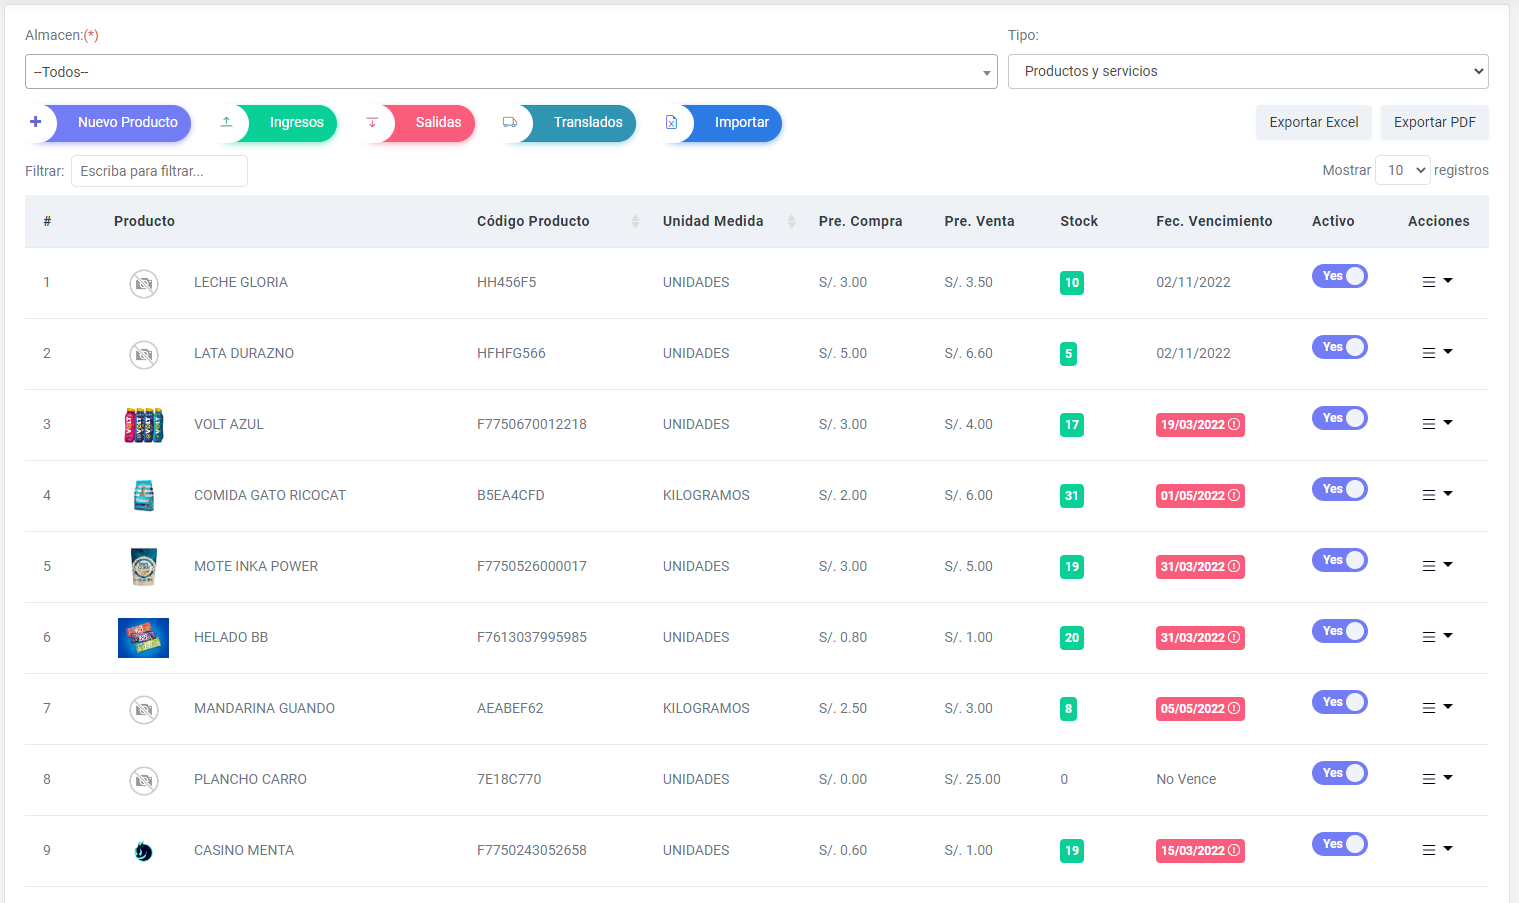 Almacen:(*) Tipo:
--Todos-- Productos y servicios
Nuevo Producto Ingresos Salidas Translados Importar Exportar Excel Exportar PDF
Filtrar: Escriba para filtrar... Mostrar 10 registros
# Producto Código Producto Unidad Medida Pre. Compra Pre. Venta Stock Fec. Vencimiento Activo Acciones
1 LECHE GLORIA HH456F5 UNIDADES S/. 3.00 S/. 3.50 10 02/11/2022 Yes
2 LATA DURAZNO HFHFG566 UNIDADES S/. 5.00 S/. 6.60 5 02/11/2022 Yes
3 VOLT AZUL F7750670012218 UNIDADES S/. 3.00 S/. 4.00 17 19/03/2022 Yes
4 COMIDA GATO RICOCAT B5EA4CFD KILOGRAMOS S/. 2.00 S/. 6.00 31 01/05/2022 Yes
5 MOTE INKA POWER F7750526000017 UNIDADES S/. 3.00 S/. 5.00 19 31/03/2022 Yes
6 HELADO BB F7613037995985 UNIDADES S/. 0.80 S/. 1.00 20 31/03/2022 Yes
7 MANDARINA GUANDO AEABEF62 KILOGRAMOS S/. 2.50 S/. 3.00 8 05/05/2022 Yes
8 PLANCHO CARRO 7E18C770 UNIDADES S/. 0.00 S/. 25.00 0 No Vence Yes
9 CASINO MENTA F7750243052658 UNIDADES S/. 0.60 S/. 1.00 19 15/03/2022 Yes